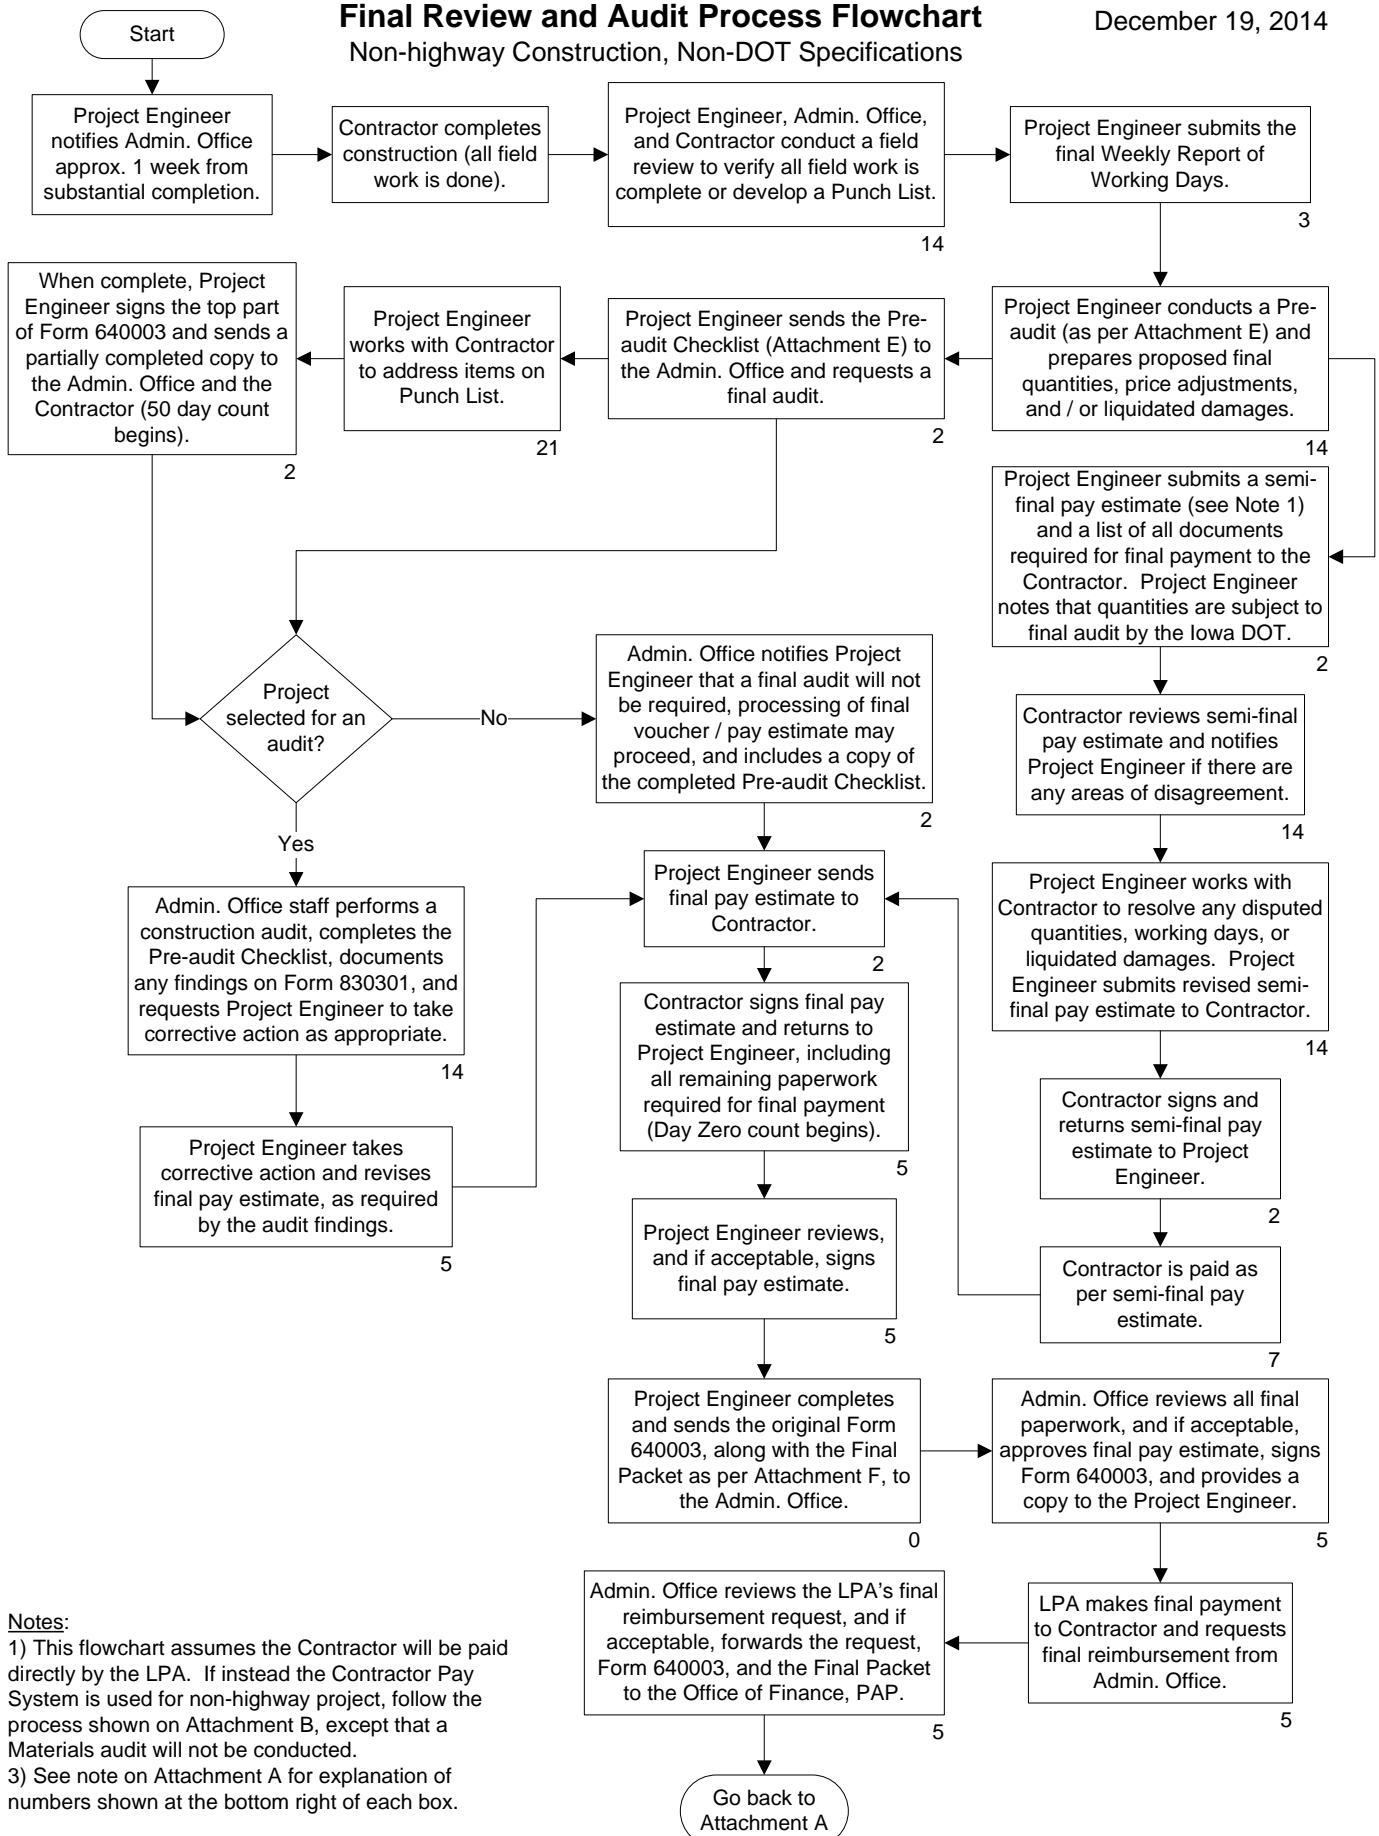 Final Review and Audit Process Flowchart
Non-highway Construction, Non-DOT Specifications
December 19, 2014
Start
Project Engineer
notifies Admin. Office
approx. 1 week from
substantial completion.
Contractor completes
construction (all field
work is done).
Project Engineer, Admin. Office,
and Contractor conduct a field
review to verify all field work is
complete or develop a Punch List.
14
Project Engineer submits the
final Weekly Report of
Working Days.
3
When complete, Project
Engineer signs the top part
of Form 640003 and sends a
partially completed copy to
the Admin. Office and the
Contractor (50 day count
begins).
2
Project Engineer
works with Contractor
to address items on
Punch List.
21
Project Engineer sends the Pre-
audit Checklist (Attachment E) to
the Admin. Office and requests a
final audit.
2
Project Engineer conducts a Pre-
audit (as per Attachment E) and
prepares proposed final
quantities, price adjustments,
and / or liquidated damages.
14
Project Engineer submits a semi-
final pay estimate (see Note 1)
and a list of all documents
required for final payment to the
Contractor.  Project Engineer
notes that quantities are subject to
final audit by the Iowa DOT.
2
Project
selected for an
audit?
No
Yes
Admin. Office notifies Project
Engineer that a final audit will not
be required, processing of final
voucher / pay estimate may
proceed, and includes a copy of
the completed Pre-audit Checklist.
2
Contractor reviews semi-final
pay estimate and notifies
Project Engineer if there are
any areas of disagreement.
14
Admin. Office staff performs a
construction audit, completes the
Pre-audit Checklist, documents
any findings on Form 830301, and
requests Project Engineer to take
corrective action as appropriate.
14
Project Engineer sends
final pay estimate to
Contractor.
2
Project Engineer works with
Contractor to resolve any disputed
quantities, working days, or
liquidated damages.  Project
Engineer submits revised semi-
final pay estimate to Contractor.
14
Contractor signs final pay
estimate and returns to
Project Engineer, including
all remaining paperwork
required for final payment
(Day Zero count begins).
5
Contractor signs and
returns semi-final pay
estimate to Project
Engineer.
2
Project Engineer takes
corrective action and revises
final pay estimate, as required
by the audit findings.
5
Project Engineer reviews,
and if acceptable, signs
final pay estimate.
5
Contractor is paid as
per semi-final pay
estimate.
7
Project Engineer completes
and sends the original Form
640003, along with the Final
Packet as per Attachment F, to
the Admin. Office.
0
Admin. Office reviews all final
paperwork, and if acceptable,
approves final pay estimate, signs
Form 640003, and provides a
copy to the Project Engineer.
5
Admin. Office reviews the LPA's final
reimbursement request, and if
acceptable, forwards the request,
Form 640003, and the Final Packet
to the Office of Finance, PAP.
5
LPA makes final payment
to Contractor and requests
final reimbursement from
Admin. Office.
5
Notes:
1) This flowchart assumes the Contractor will be paid
directly by the LPA.  If instead the Contractor Pay
System is used for non-highway project, follow the
process shown on Attachment B, except that a
Materials audit will not be conducted.
3) See note on Attachment A for explanation of
numbers shown at the bottom right of each box.
Go back to
Attachment A